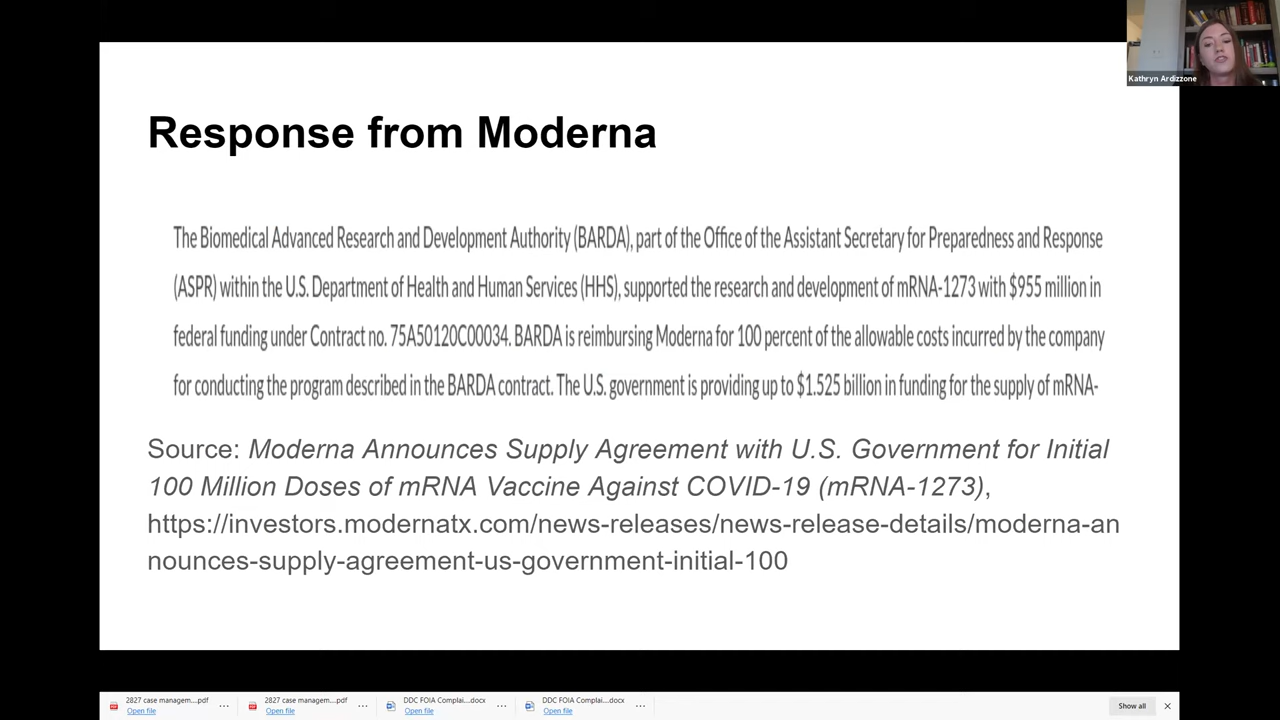 Kathryn Ardizzone
Response from Moderna
The Biomedical Advanced Research and Development Authority (BARDA), part of the Office of the Assistant Secretary for Preparedness and Response
(ASPR) within the U.S. Department of Health and Human Services (HHS), supported the research and development of mRNA-1273 with $955 million in
federal funding under Contract no. 75A50120C00034. BARDA is reimbursing Moderna for 100 percent of the allowable costs incurred by the company
for conducting the program described in the BARDA contract. The U.S. government is providing up to $1.525 billion in funding for the supply of mRNA-
Source: Moderna Announces Supply Agreement with U.S. Government for Initial
100 Million Doses of mRNA Vaccine Against COVID-19 (mRNA-1273),
https://investors.modernatx.com/news-releases/news-release-details/moderna-an
nounces-supply-agreement-us-government-initial-100
2827 case managem....pdf
Open file
2827 case managem....pdf
Open file
DDC FOIA Complai....docx
Open file
DDC FOIA Complai....docx
Open file
Show all